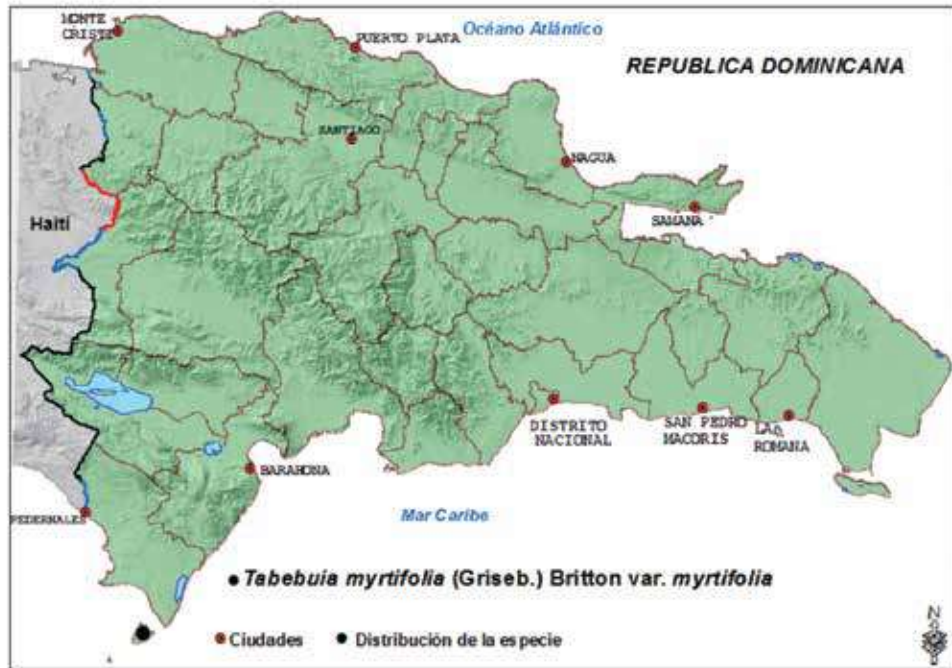 MONTE
CRISTI
Océano Atlántico
PUERTO PLATA
REPUBLICA DOMINICANA
SANTIAGO
NAGUA
SAMANA
Haití
DISTRITO
NACIONAL
SAN PEDRO
MACORIS
LA
ROMANA
BARAHONA
PEDERNALES
Mar Caribe
• Tabebuia myrtifolia (Griseb.) Britton var. myrtifolia
Ciudades
Distribución de la especie
N